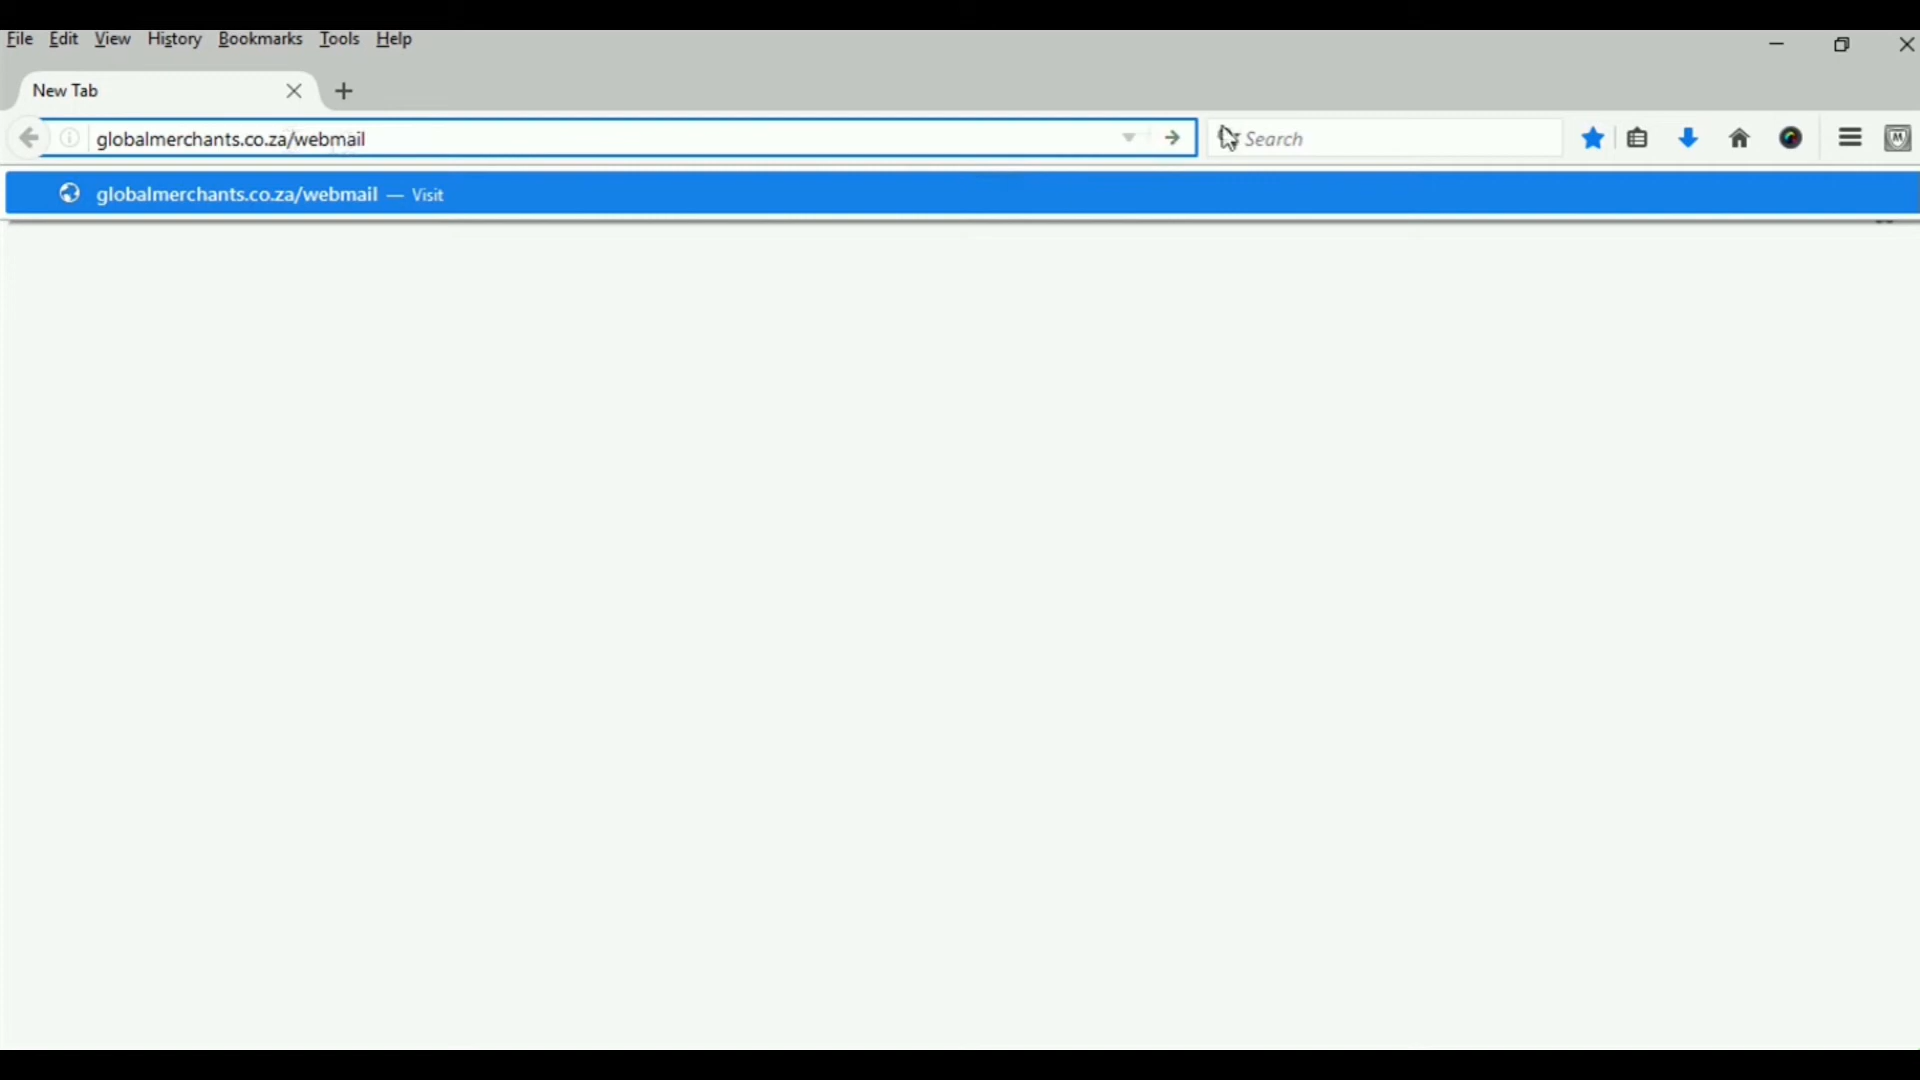 File Edit View History Bookmarks Tools Help
New Tab
globalmerchants.co.za/webmail
Search
globalmerchants.co.za/webmail — Visit